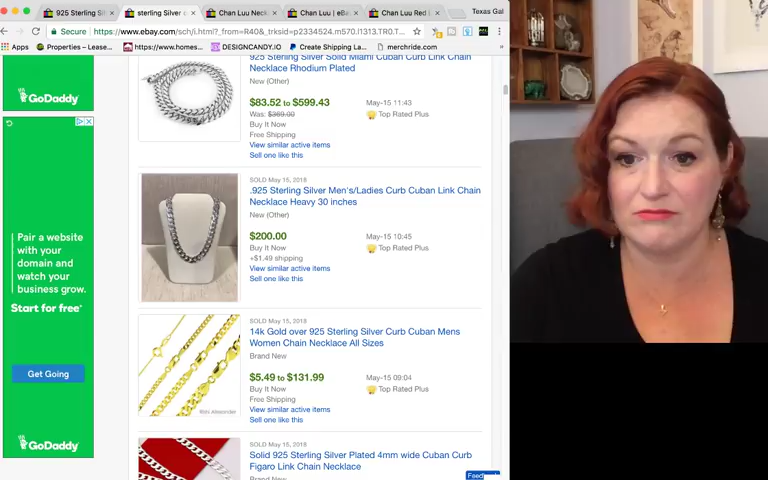 925 Sterling Sil
sterling Silver c
Chan Luu Neck
Chan Luu | eBa
Chan Luu Red
Texas Gal
Secure
https://www.ebay.com/sch/i.html?_from=R40&_trksid=p2334524.m570.l1313.TR0.T
Apps
Properties – Lease…
https://www.homes…
DESIGNCANDY.IO
Create Shipping La…
merchride.com
GoDaddy
Pair a website
with your
domain and
watch your
business grow.
Start for free*
Get Going
GoDaddy
925 Sterling Silver Solid Miami Cuban Curb Link Chain
Necklace Rhodium Plated
New (Other)
$83.52 to $599.43
May-15 11:43
Was: $369.00
Top Rated Plus
Buy It Now
Free Shipping
View similar active items
Sell one like this
SOLD May 15, 2018
.925 Sterling Silver Men's/Ladies Curb Cuban Link Chain
Necklace Heavy 30 inches
New (Other)
$200.00
May-15 10:45
Buy It Now
Top Rated Plus
+$1.49 shipping
View similar active items
Sell one like this
SOLD May 15, 2018
14k Gold over 925 Sterling Silver Curb Cuban Mens
Women Chain Necklace All Sizes
Brand New
$5.49 to $131.99
May-15 09:04
Buy It Now
Top Rated Plus
Free Shipping
View similar active items
Sell one like this
SOLD May 15, 2018
Solid 925 Sterling Silver Plated 4mm wide Cuban Curb
Figaro Link Chain Necklace
Brand New